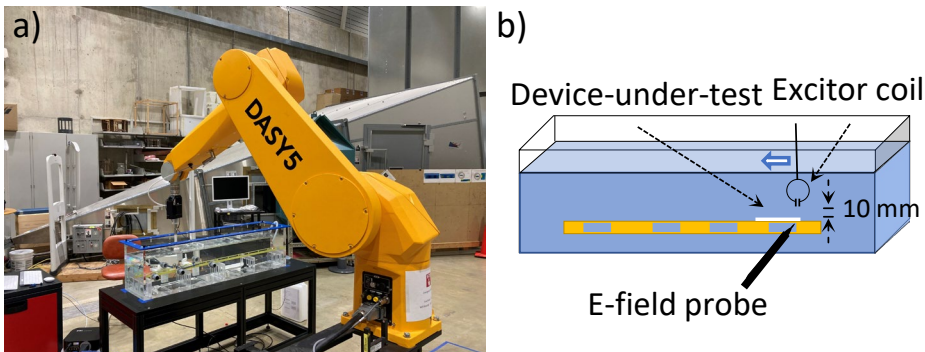 a)
DASY5
b)
Device-under-test
Excitor coil
10 mm
E-field probe